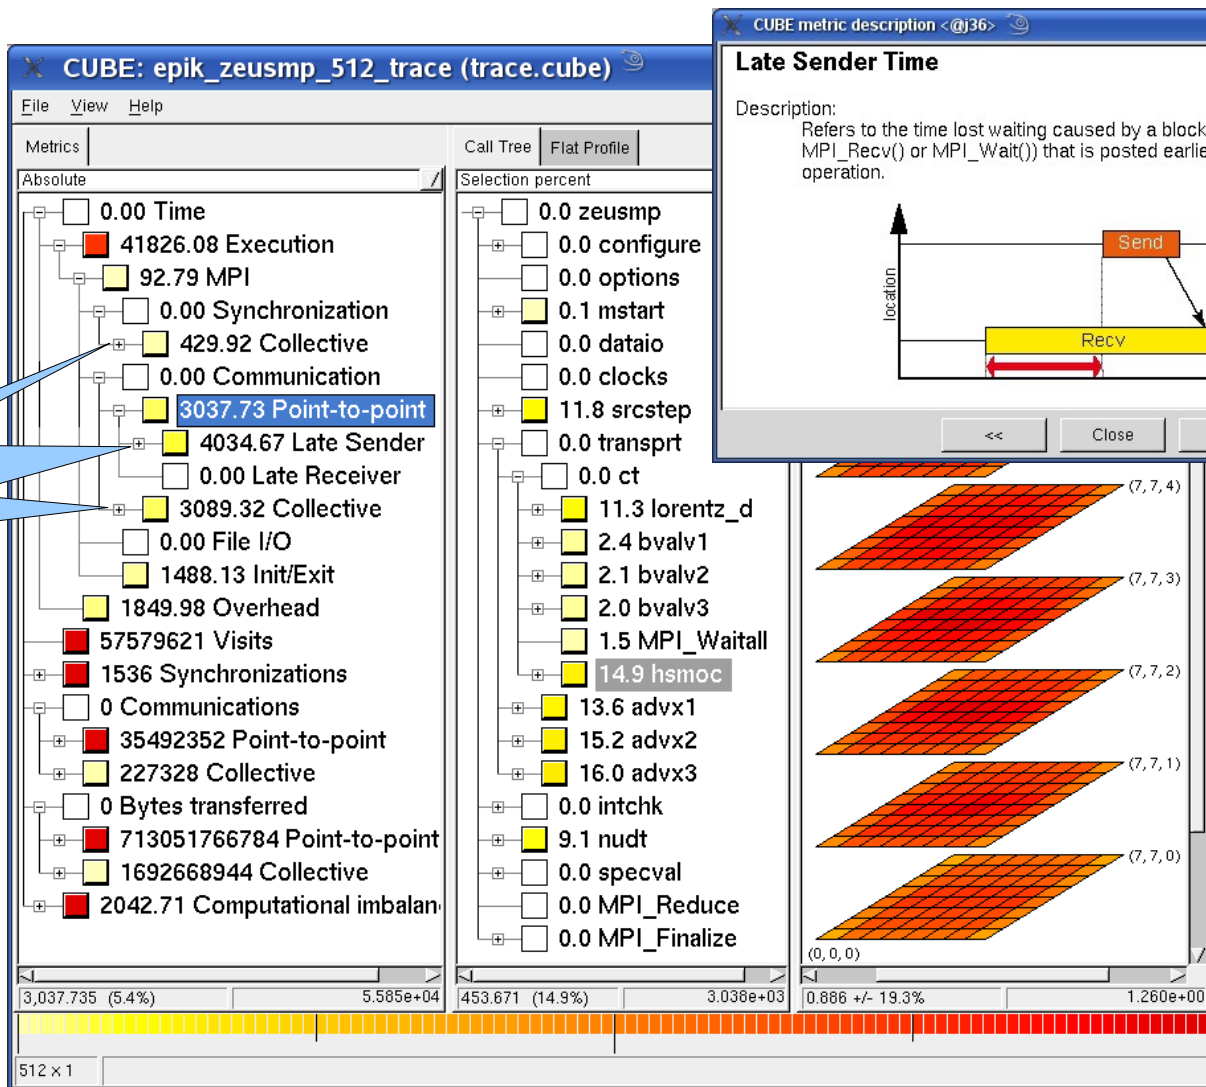 CUBE metric description <@j36>
Late Sender Time
Description:
Refers to the time lost waiting caused by a block
MPI_Recv() or MPI_Wait()) that is posted earlie
operation.
location
Send
Recv
<<
Close
CUBE: epik_zeusmp_512_trace (trace.cube)
File View Help
Metrics
Absolute
0.00 Time
41826.08 Execution
92.79 MPI
0.00 Synchronization
429.92 Collective
0.00 Communication
3037.73 Point-to-point
4034.67 Late Sender
0.00 Late Receiver
3089.32 Collective
0.00 File I/O
1488.13 Init/Exit
1849.98 Overhead
57579621 Visits
1536 Synchronizations
0 Communications
35492352 Point-to-point
227328 Collective
0 Bytes transferred
713051766784 Point-to-point
1692668944 Collective
2042.71 Computational imbalan
3,037.735 (5.4%) 5.585e+04
Call Tree Flat Profile
Selection percent
0.0 zeusmp
0.0 configure
0.0 options
0.1 mstart
0.0 dataio
0.0 clocks
11.8 srcstep
0.0 transprt
0.0 ct
11.3 lorentz_d
2.4 bvalv1
2.1 bvalv2
2.0 bvalv3
1.5 MPI_Waitall
14.9 hsmoc
13.6 advx1
15.2 advx2
16.0 advx3
0.0 intchk
9.1 nudt
0.0 specval
0.0 MPI_Reduce
0.0 MPI_Finalize
453.671 (14.9%) 3.038e+03
(7,7,4)
(7,7,3)
(7,7,2)
(7,7,1)
(7,7,0)
(0,0,0)
0.886 +/- 19.3% 1.260e+00
512 x 1